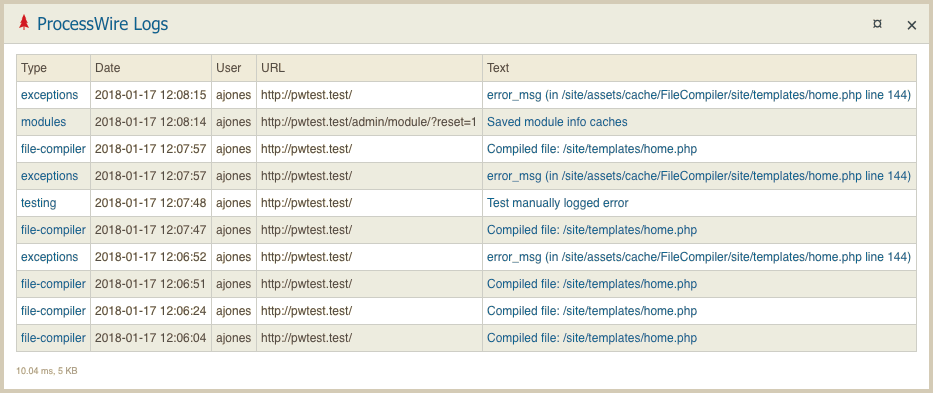 ProcessWire Logs
¤ ×
Type Date User URL Text
exceptions 2018-01-17 12:08:15 ajones http://pwtest.test/ error_msg (in /site/assets/cache/FileCompiler/site/templates/home.php line 144)
modules 2018-01-17 12:08:14 ajones http://pwtest.test/admin/module/?reset=1 Saved module info caches
file-compiler 2018-01-17 12:07:57 ajones http://pwtest.test/ Compiled file: /site/templates/home.php
exceptions 2018-01-17 12:07:57 ajones http://pwtest.test/ error_msg (in /site/assets/cache/FileCompiler/site/templates/home.php line 144)
testing 2018-01-17 12:07:48 ajones http://pwtest.test/ Test manually logged error
file-compiler 2018-01-17 12:07:47 ajones http://pwtest.test/ Compiled file: /site/templates/home.php
exceptions 2018-01-17 12:06:52 ajones http://pwtest.test/ error_msg (in /site/assets/cache/FileCompiler/site/templates/home.php line 144)
file-compiler 2018-01-17 12:06:51 ajones http://pwtest.test/ Compiled file: /site/templates/home.php
file-compiler 2018-01-17 12:06:24 ajones http://pwtest.test/ Compiled file: /site/templates/home.php
file-compiler 2018-01-17 12:06:04 ajones http://pwtest.test/ Compiled file: /site/templates/home.php
10.04 ms, 5 KB